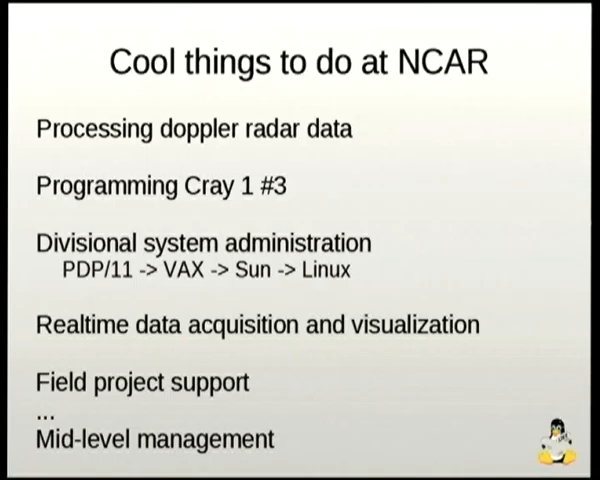 Cool things to do at NCAR
Processing doppler radar data
Programming Cray 1 #3
Divisional system administration
PDP/11 -> VAX -> Sun -> Linux
Realtime data acquisition and visualization
Field project support
...
Mid-level management